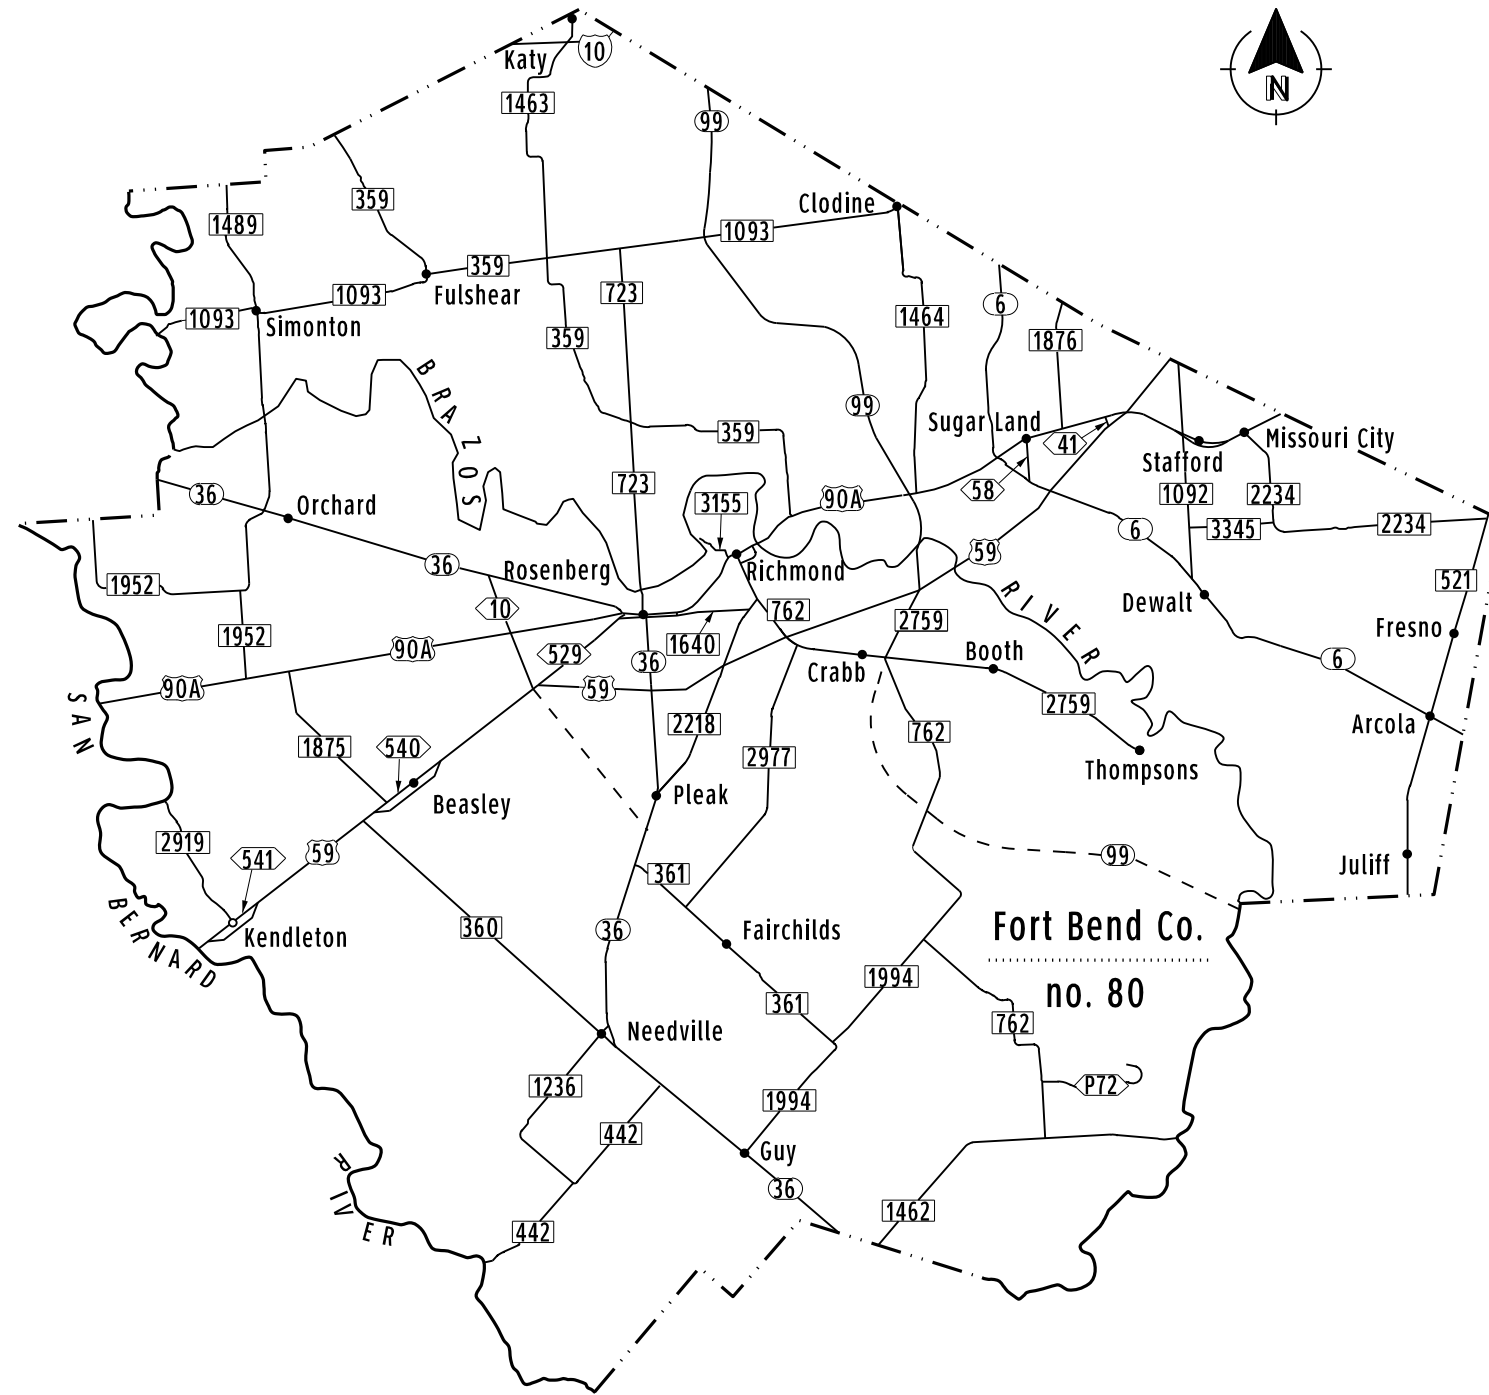 N
Katy
10
1463
99
359
1489
Clodine
1093
359
Fulshear
1093
723
6
1093
Simonton
1464
359
1876
BRAZOS
99
Sugar Land
359
41
Missouri City
Stafford
723
58
36
Orchard
3155
90A
1092
2234
2234
6
3345
36
Rosenberg
Richmond
59
1952
521
10
762
RIVER
Dewalt
2759
1952
1640
Fresno
90A
529
36
Crabb
Booth
6
90A
59
SAN
2218
2759
Arcola
1875
540
2977
762
Thompsons
Beasley
Pleak
2919
541
59
99
Juliff
361
BERNARD
Kendleton
360
36
Fairchilds
Fort Bend Co.
1994
no. 80
361
762
Needville
1236
P72
1994
442
Guy
RIVER
36
1462
442